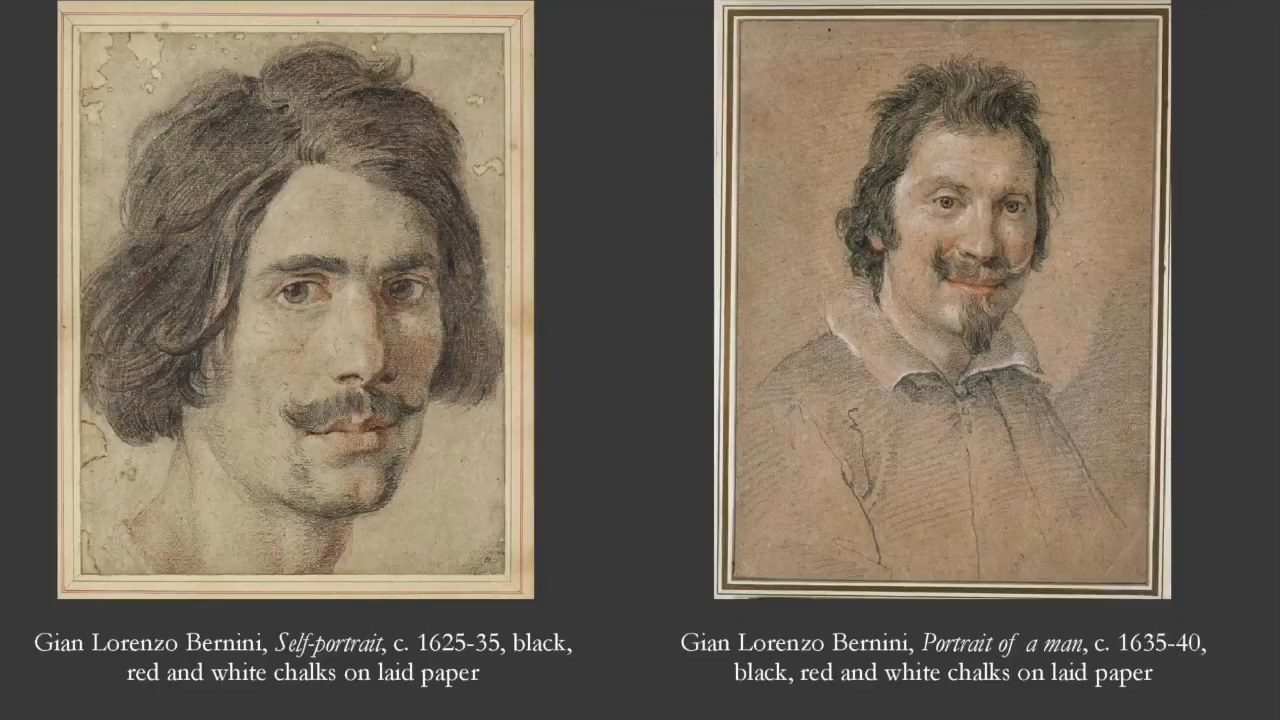 Gian Lorenzo Bernini, Self-portrait, c. 1625-35, black,
red and white chalks on laid paper
Gian Lorenzo Bernini, Portrait of a man, c. 1635-40,
black, red and white chalks on laid paper